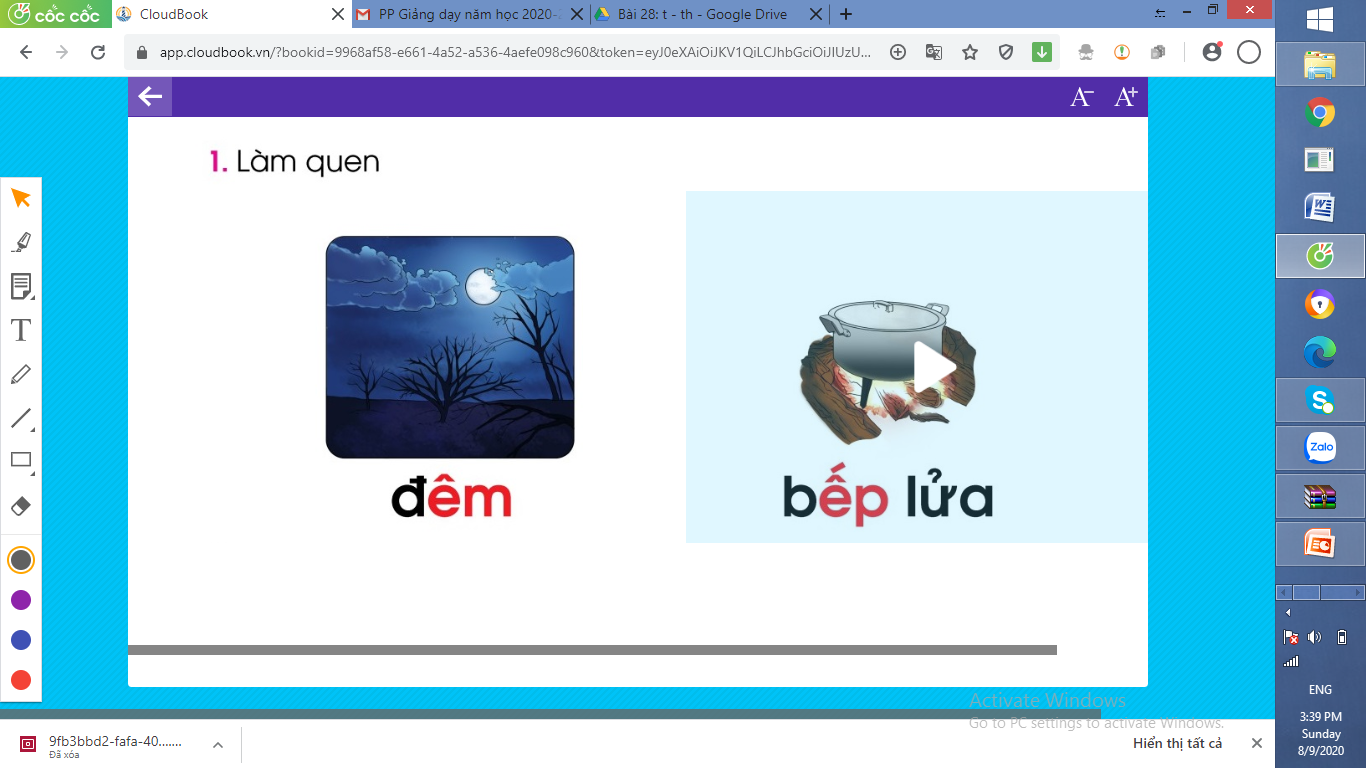 cốc cốc
CloudBook
PP Giảng dạy năm học 2020-2
Bài 28: t - th - Google Drive
app.cloudbook.vn/?bookid=9968af58-e661-4a52-a536-4aefe098c960&token=eyJ0eXAiOiJKV1QiLCJhbGciOiJIUzU...
A- A+
1. Làm quen
đêm
bếp lửa
T
Zalo
Activate Windows
Go to PC settings to activate Windows.
9fb3bbd2-fafa-40.......
Đã xóa
Hiển thị tất cả
ENG
3:39 PM
Sunday
8/9/2020